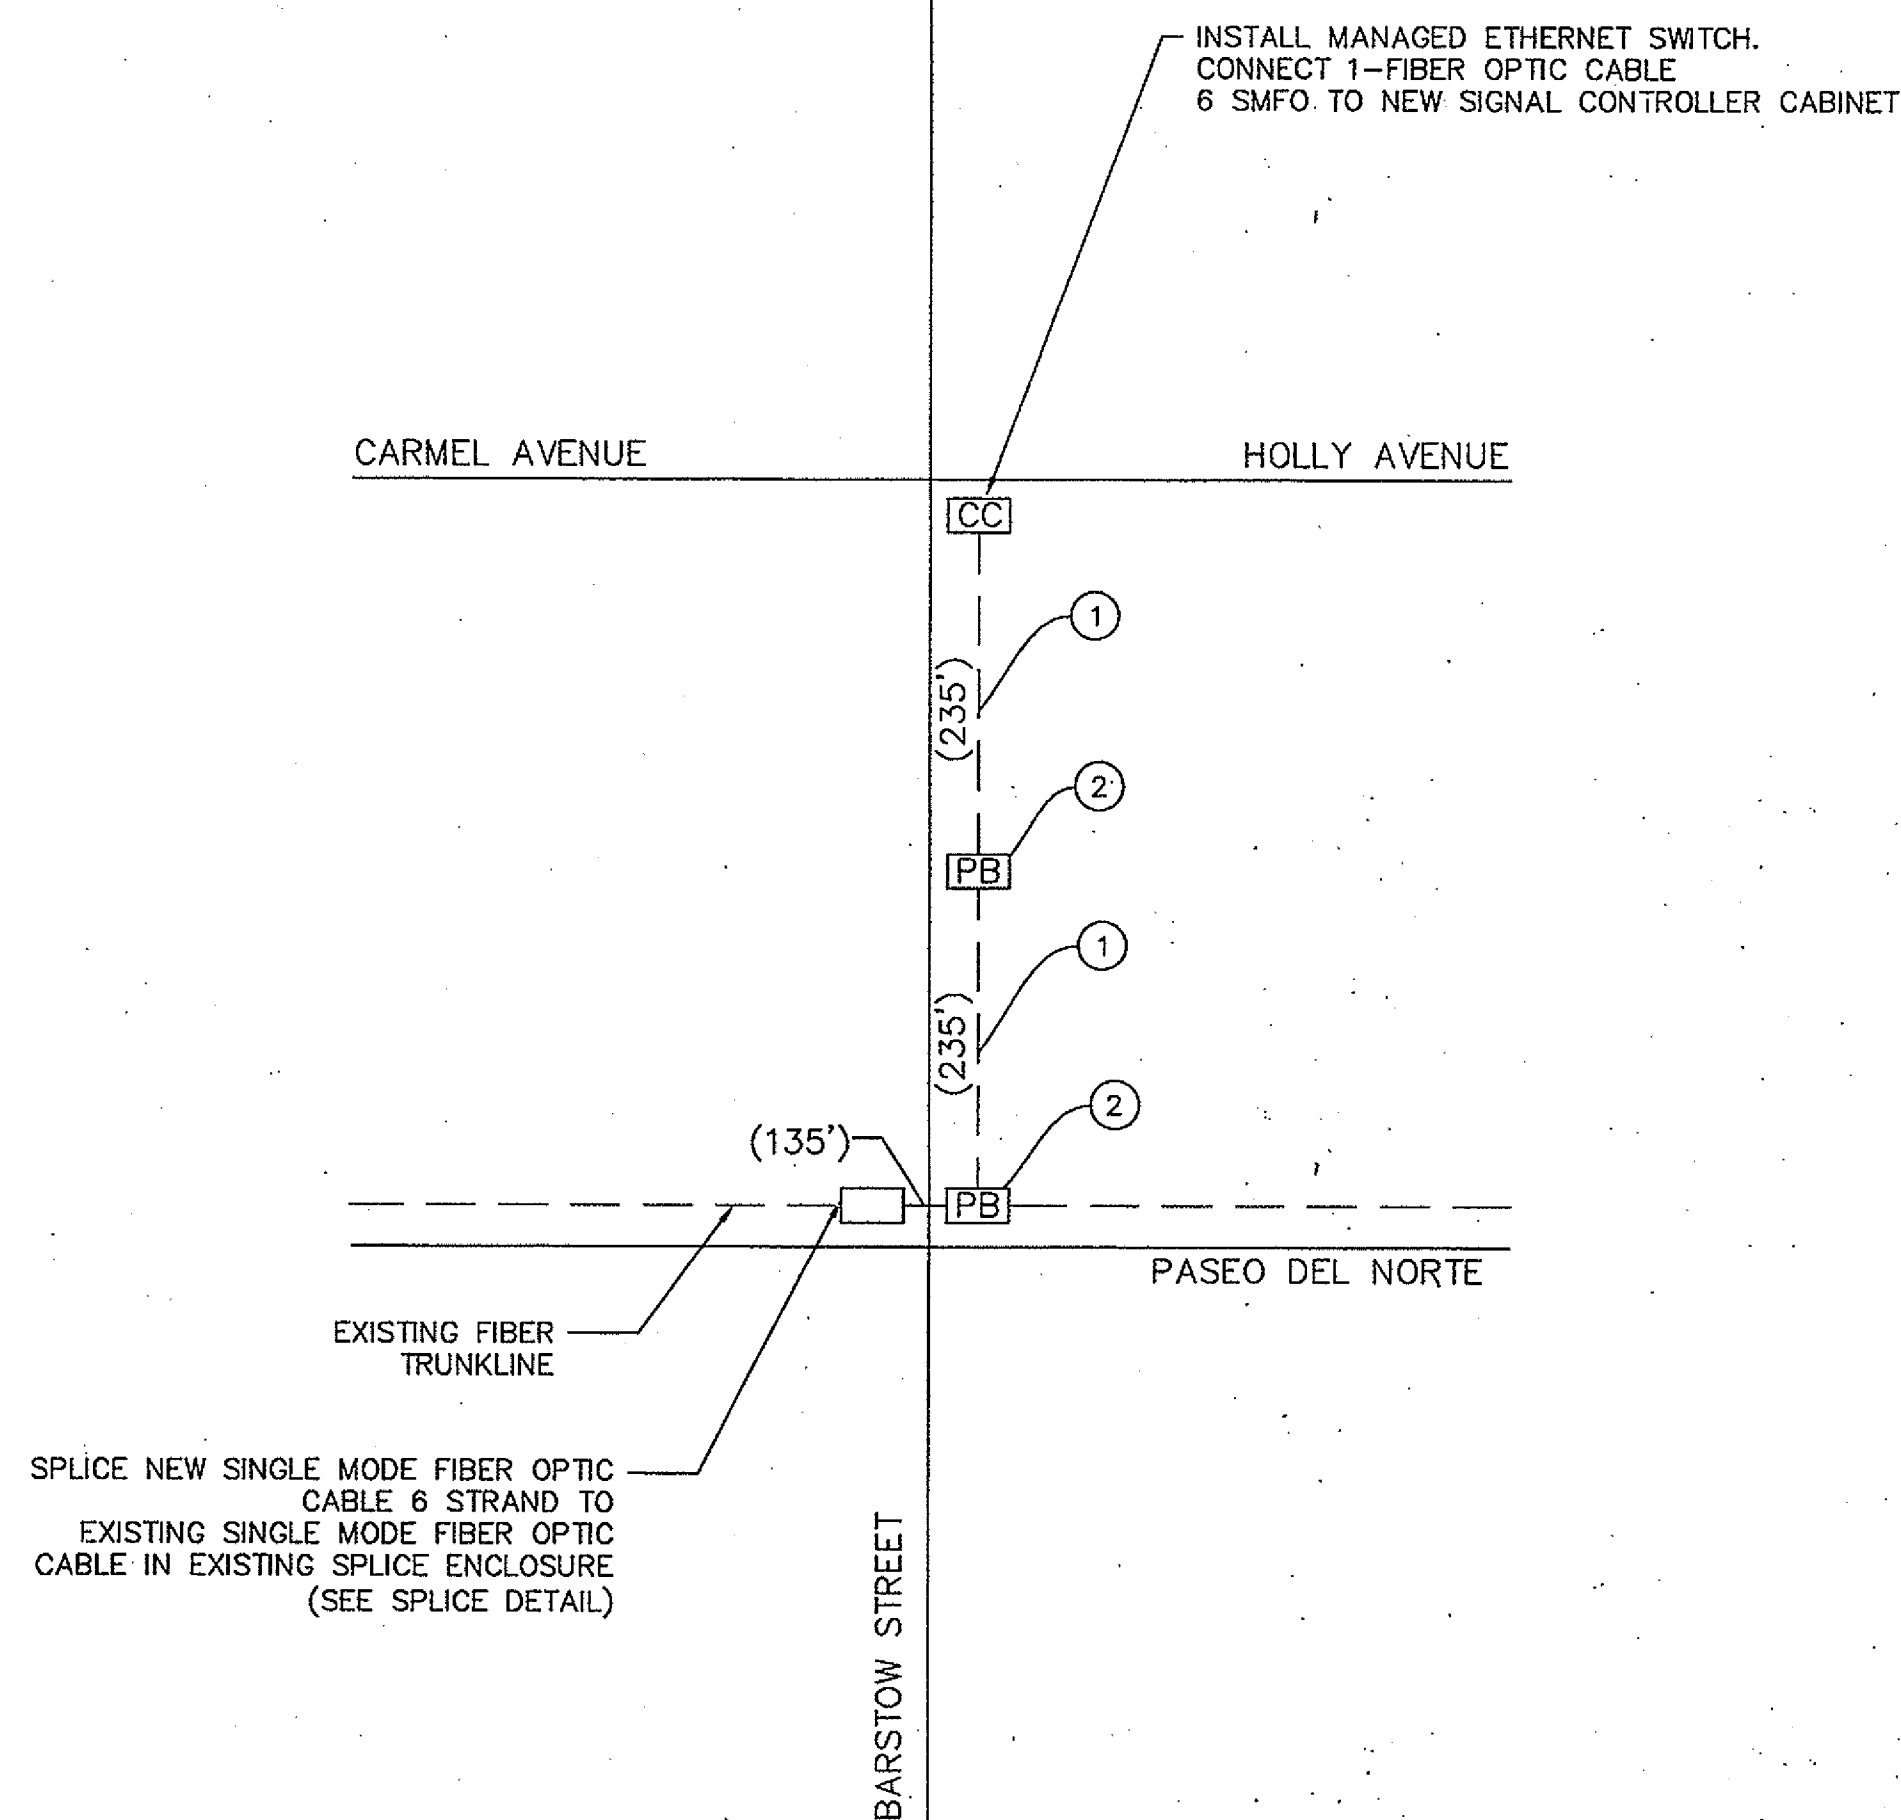 INSTALL MANAGED ETHERNET SWITCH.
CONNECT 1-FIBER OPTIC CABLE
6 SMFO TO NEW SIGNAL CONTROLLER CABINET
CARMEL AVENUE
HOLLY AVENUE
CC
1
(235')
2
PB
1
(235')
2
(135')
PB
PASEO DEL NORTE
EXISTING FIBER
TRUNKLINE
SPLICE NEW SINGLE MODE FIBER OPTIC
CABLE 6 STRAND TO
EXISTING SINGLE MODE FIBER OPTIC
CABLE IN EXISTING SPLICE ENCLOSURE
(SEE SPLICE DETAIL)
BARSTOW STREET